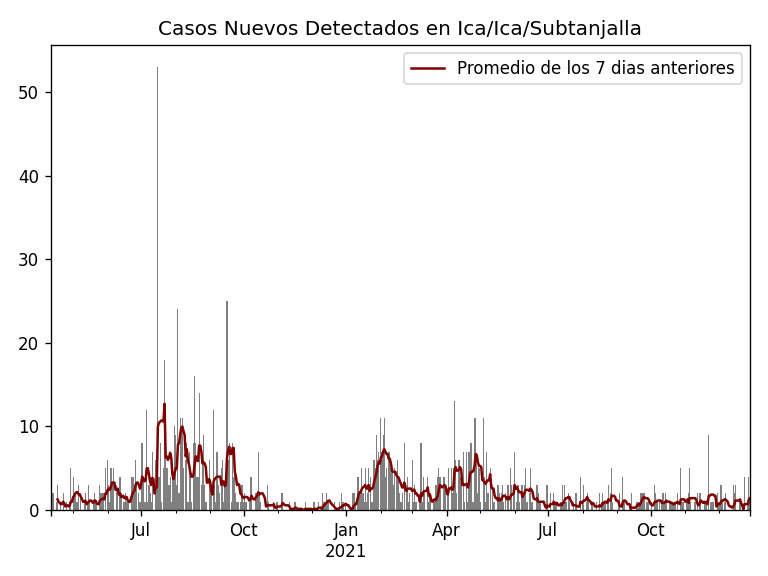 Casos Nuevos Detectados en Ica/Ica/Subtanjalla
Promedio de los 7 dias anteriores
50
40
30
20
10
0
Jul
Oct
Jan
2021
Apr
Jul
Oct